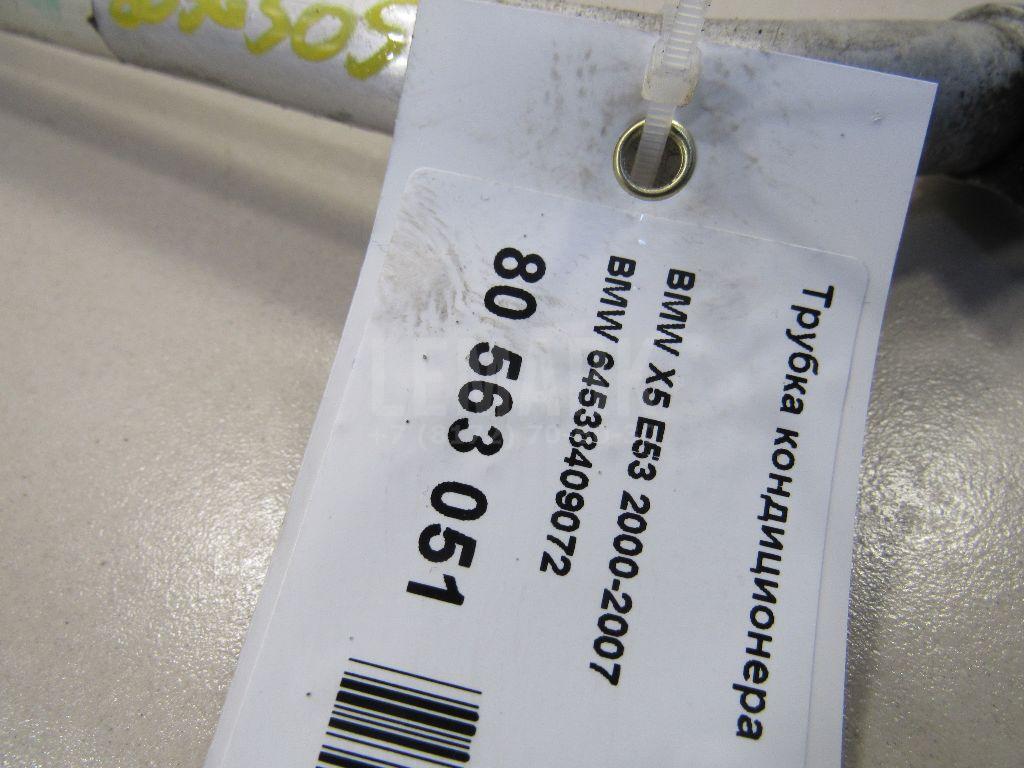 Трубка кондиционера
BMW X5 E53 2000-2007
BMW 64538409072
80 563 051